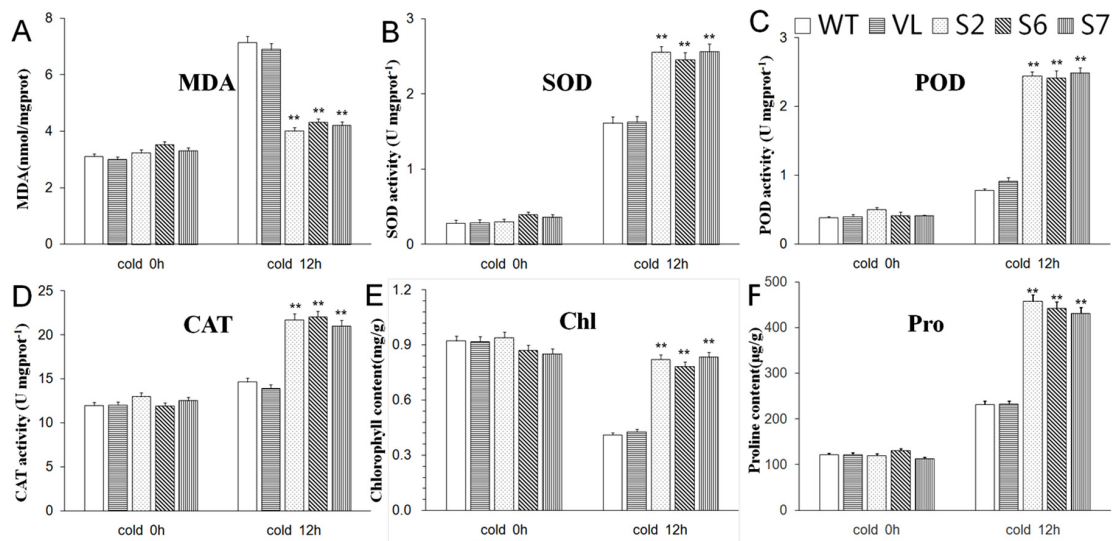 A
MDA
MDA(nmol/mgprot)
8
6
4
2
0
**
**
**
cold 0h
cold 12h
B
SOD
SOD activity (U mgprot⁻¹)
3
2
1
0
**
**
**
cold 0h
cold 12h
C
WT VL S2 S6 S7
POD
POD activity (U mgprot⁻¹)
3
2
1
0
**
**
**
cold 0h
cold 12h
D
CAT
CAT activity (U mgprot⁻¹)
25
20
15
10
5
0
**
**
**
cold 0h
cold 12h
E
Chl
Chlorophyll content(mg/g)
1.2
0.9
0.6
0.3
0.0
**
**
**
cold 0h
cold 12h
F
Pro
Proline content(μg/g)
500
400
300
200
100
0
**
**
**
cold 0h
cold 12h